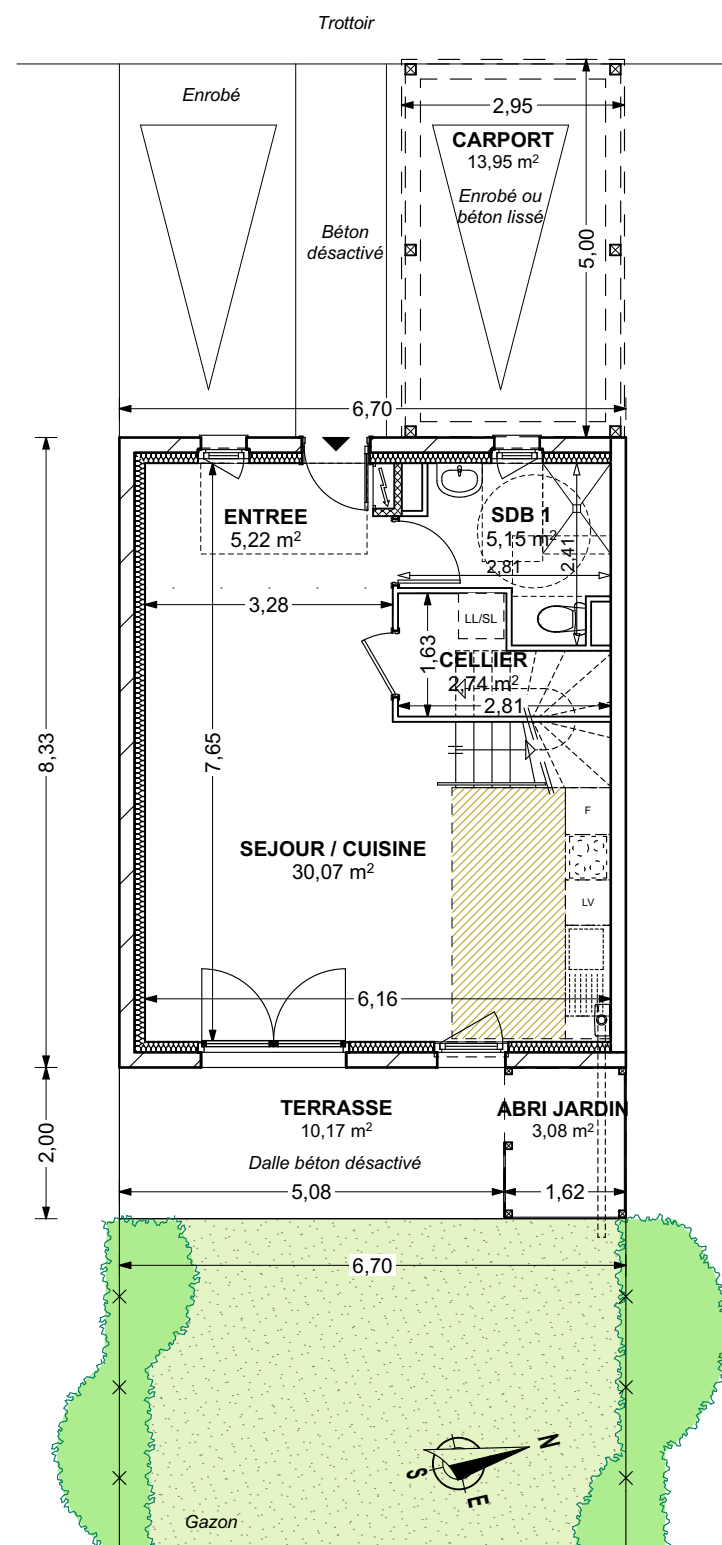 Trottoir
Enrobé
2,95
CARPORT
13,95 m²
Enrobé ou
béton lissé
Béton
désactivé
5,00
6,70
ENTREE
5,22 m²
SDB 1
5,15 m²
2,81
2,41
3,28
LL/SL
1,63
CELLIER
2,74 m²
2,81
8,33
7,65
F
SEJOUR / CUISINE
30,07 m²
LV
6,16
TERRASSE
10,17 m²
ABRI JARDIN
3,08 m²
2,00
Dalle béton désactivé
5,08
1,62
6,70
N
S
E
Gazon